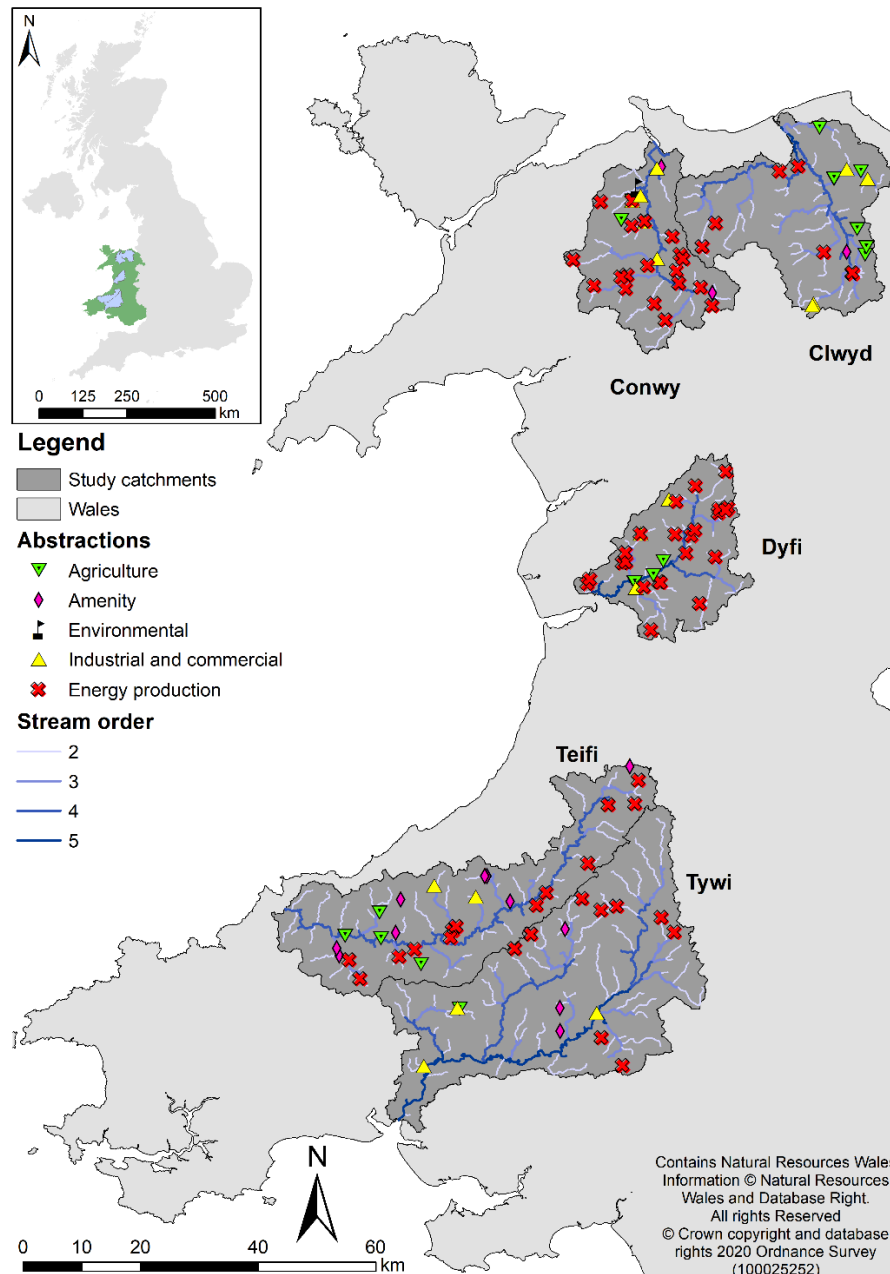 N
0 125 250 500
km
Legend
Study catchments
Wales
Abstractions
Agriculture
Amenity
Environmental
Industrial and commercial
Energy production
Stream order
2
3
4
5
Conwy
Clwyd
Dyfi
Teifi
Tywi
N
0 10 20 40 60
km
Contains Natural Resources Wales
Information © Natural Resources
Wales and Database Right.
All rights Reserved
© Crown copyright and database
rights 2020 Ordnance Survey
(100025252)